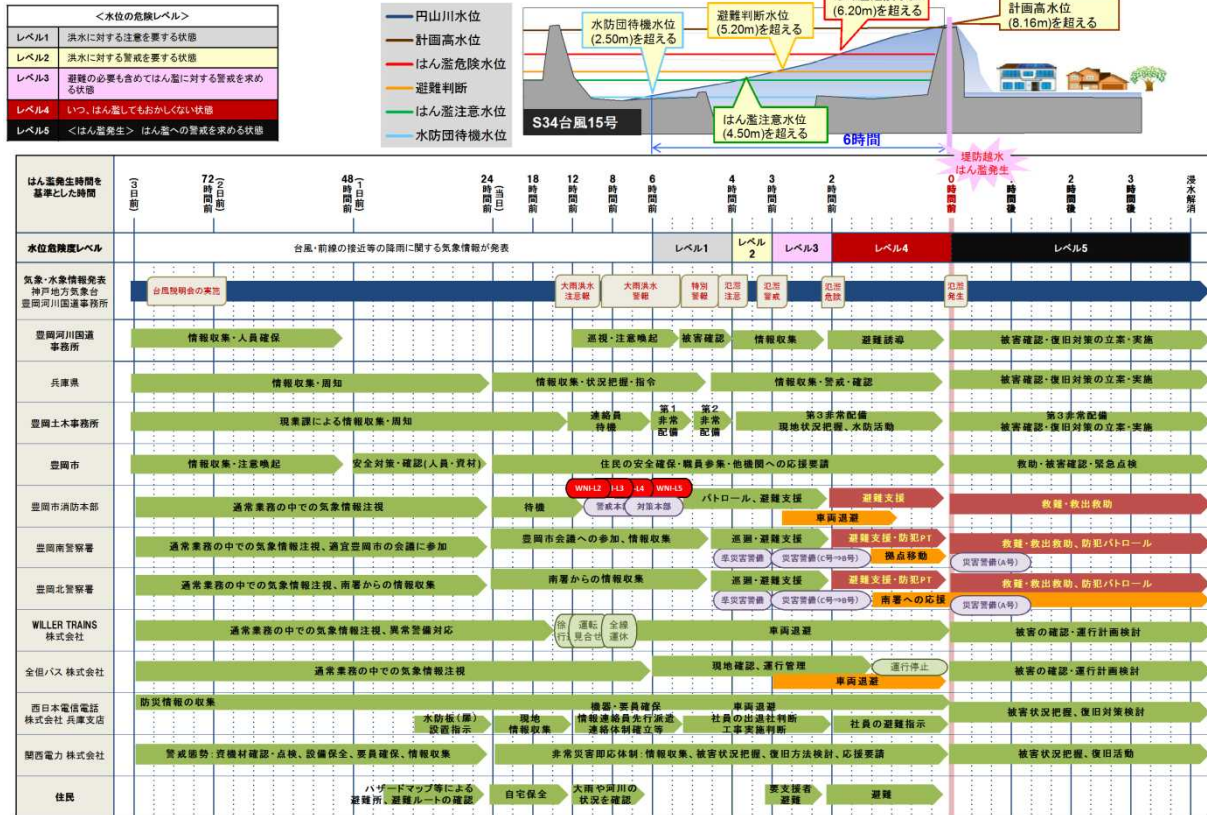 ＜水位の危険レベル＞
レベル1 洪水に対する注意を要する状態
レベル2 洪水に対する警戒を要する状態
レベル3 避難の必要も含めてはん濫に対する警戒を求め
る状態
レベル4 いつ、はん濫してもおかしくない状態
レベル5 ＜はん濫発生＞ はん濫への警戒を求める状態
円山川水位
計画高水位
はん濫危険水位
避難判断
はん濫注意水位
水防団待機水位
水防団待機水位
(2.50m)を超える
避難判断水位
(5.20m)を超える
(6.20m)を超える
計画高水位
(8.16m)を超える
はん濫注意水位
(4.50m)を超える
S34台風15号
6時間
堤防越水
はん濫発生
はん濫発生時間を
基準とした時間
(3日前)
72時間前
(2日前)
48時間前
(1日前)
24時間前
(当日)
18時間前
12時間前
8時間前
6時間前
4時間前
3時間前
2時間前
0時間前
1時間後
2時間後
3時間後
浸水解消
水位危険度レベル
台風・前線の接近等の降雨に関する気象情報が発表
レベル1
レベル
2
レベル3
レベル4
レベル5
気象・水象情報発表
神戸地方気象台
豊岡河川国道事務所
台風説明会の実施
大雨洪水
注意報
大雨洪水
警報
特別
警報
氾濫
注意
氾濫
警戒
氾濫
危険
氾濫
発生
豊岡河川国道
事務所
情報収集・人員確保
巡視・注意喚起
被害確認
情報収集
避難誘導
被害確認・復旧対策の立案・実施
兵庫県
情報収集・周知
情報収集・状況把握・指令
情報収集・警戒・確認
被害確認・復旧対策の立案・実施
豊岡土木事務所
現業課による情報収集・周知
連絡員
待機
第1
非常
配備
第2
非常
配備
第3非常配備
現地状況把握、水防活動
第3非常配備
被害確認・復旧対策の立案・実施
豊岡市
情報収集・注意喚起
安全対策・確認(人員・資材)
住民の安全確保・職員参集・他機関への応援要請
救助・被害確認・緊急点検
豊岡市消防本部
通常業務の中での気象情報注視
待機
WNI-L2
I-L3
-L4
WNI-L5
警戒本
対策本部
パトロール、避難支援
避難支援
車両退避
救難・救出救助
豊岡南警察署
通常業務の中での気象情報注視、適宜豊岡市の会議に参加
豊岡市会議への参加、情報収集
巡廻・避難支援
避難支援・防犯PT
準災害警備
災害警備(C号⇒B号)
拠点移動
災害警備(A号)
救難・救出救助、防犯パトロール
豊岡北警察署
通常業務の中での気象情報注視、南署からの情報収集
南署からの情報収集
巡廻・避難支援
避難支援・防犯PT
準災害警備
災害警備(C号⇒B号)
南署への応援
災害警備(A号)
救難・救出救助、防犯パトロール
WILLER TRAINS
株式会社
通常業務の中での気象情報注視、異常警備対応
徐
行
運転
見合せ
全線
運休
車両退避
被害の確認・運行計画検討
全但バス 株式会社
通常業務の中での気象情報注視
現地確認、運行管理
運行停止
車両退避
被害の確認・運行計画検討
西日本電信電話
株式会社 兵庫支店
防災情報の収集
機器・要員確保
車両退避
水防板(扉)
設置指示
現地
情報収集
情報連絡員先行派遣
連絡体制確立等
社員の出退社判断
工事実施判断
社員の避難指示
被害状況把握、復旧対策検討
関西電力 株式会社
警戒態勢：資機材確認・点検、設備保全、要員確保、情報収集
非常災害即応体制：情報収集、被害状況把握、復旧方法検討、応援要請
被害状況把握、復旧活動
住民
ハザードマップ等による
避難所、避難ルートの確認
自宅保全
大雨や河川の
状況を確認
要支援者
避難
避難